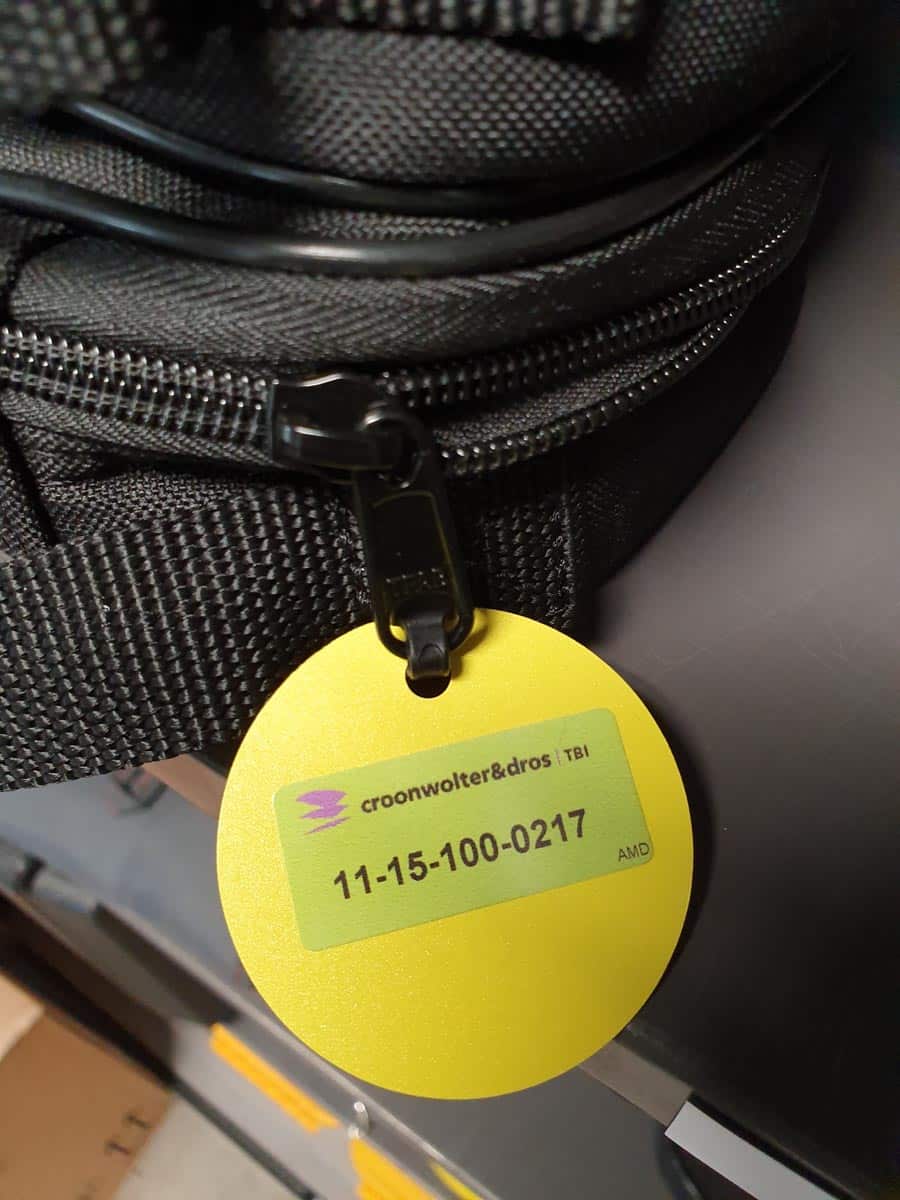 croonwolter&dros | TBI
11-15-100-0217
AMD